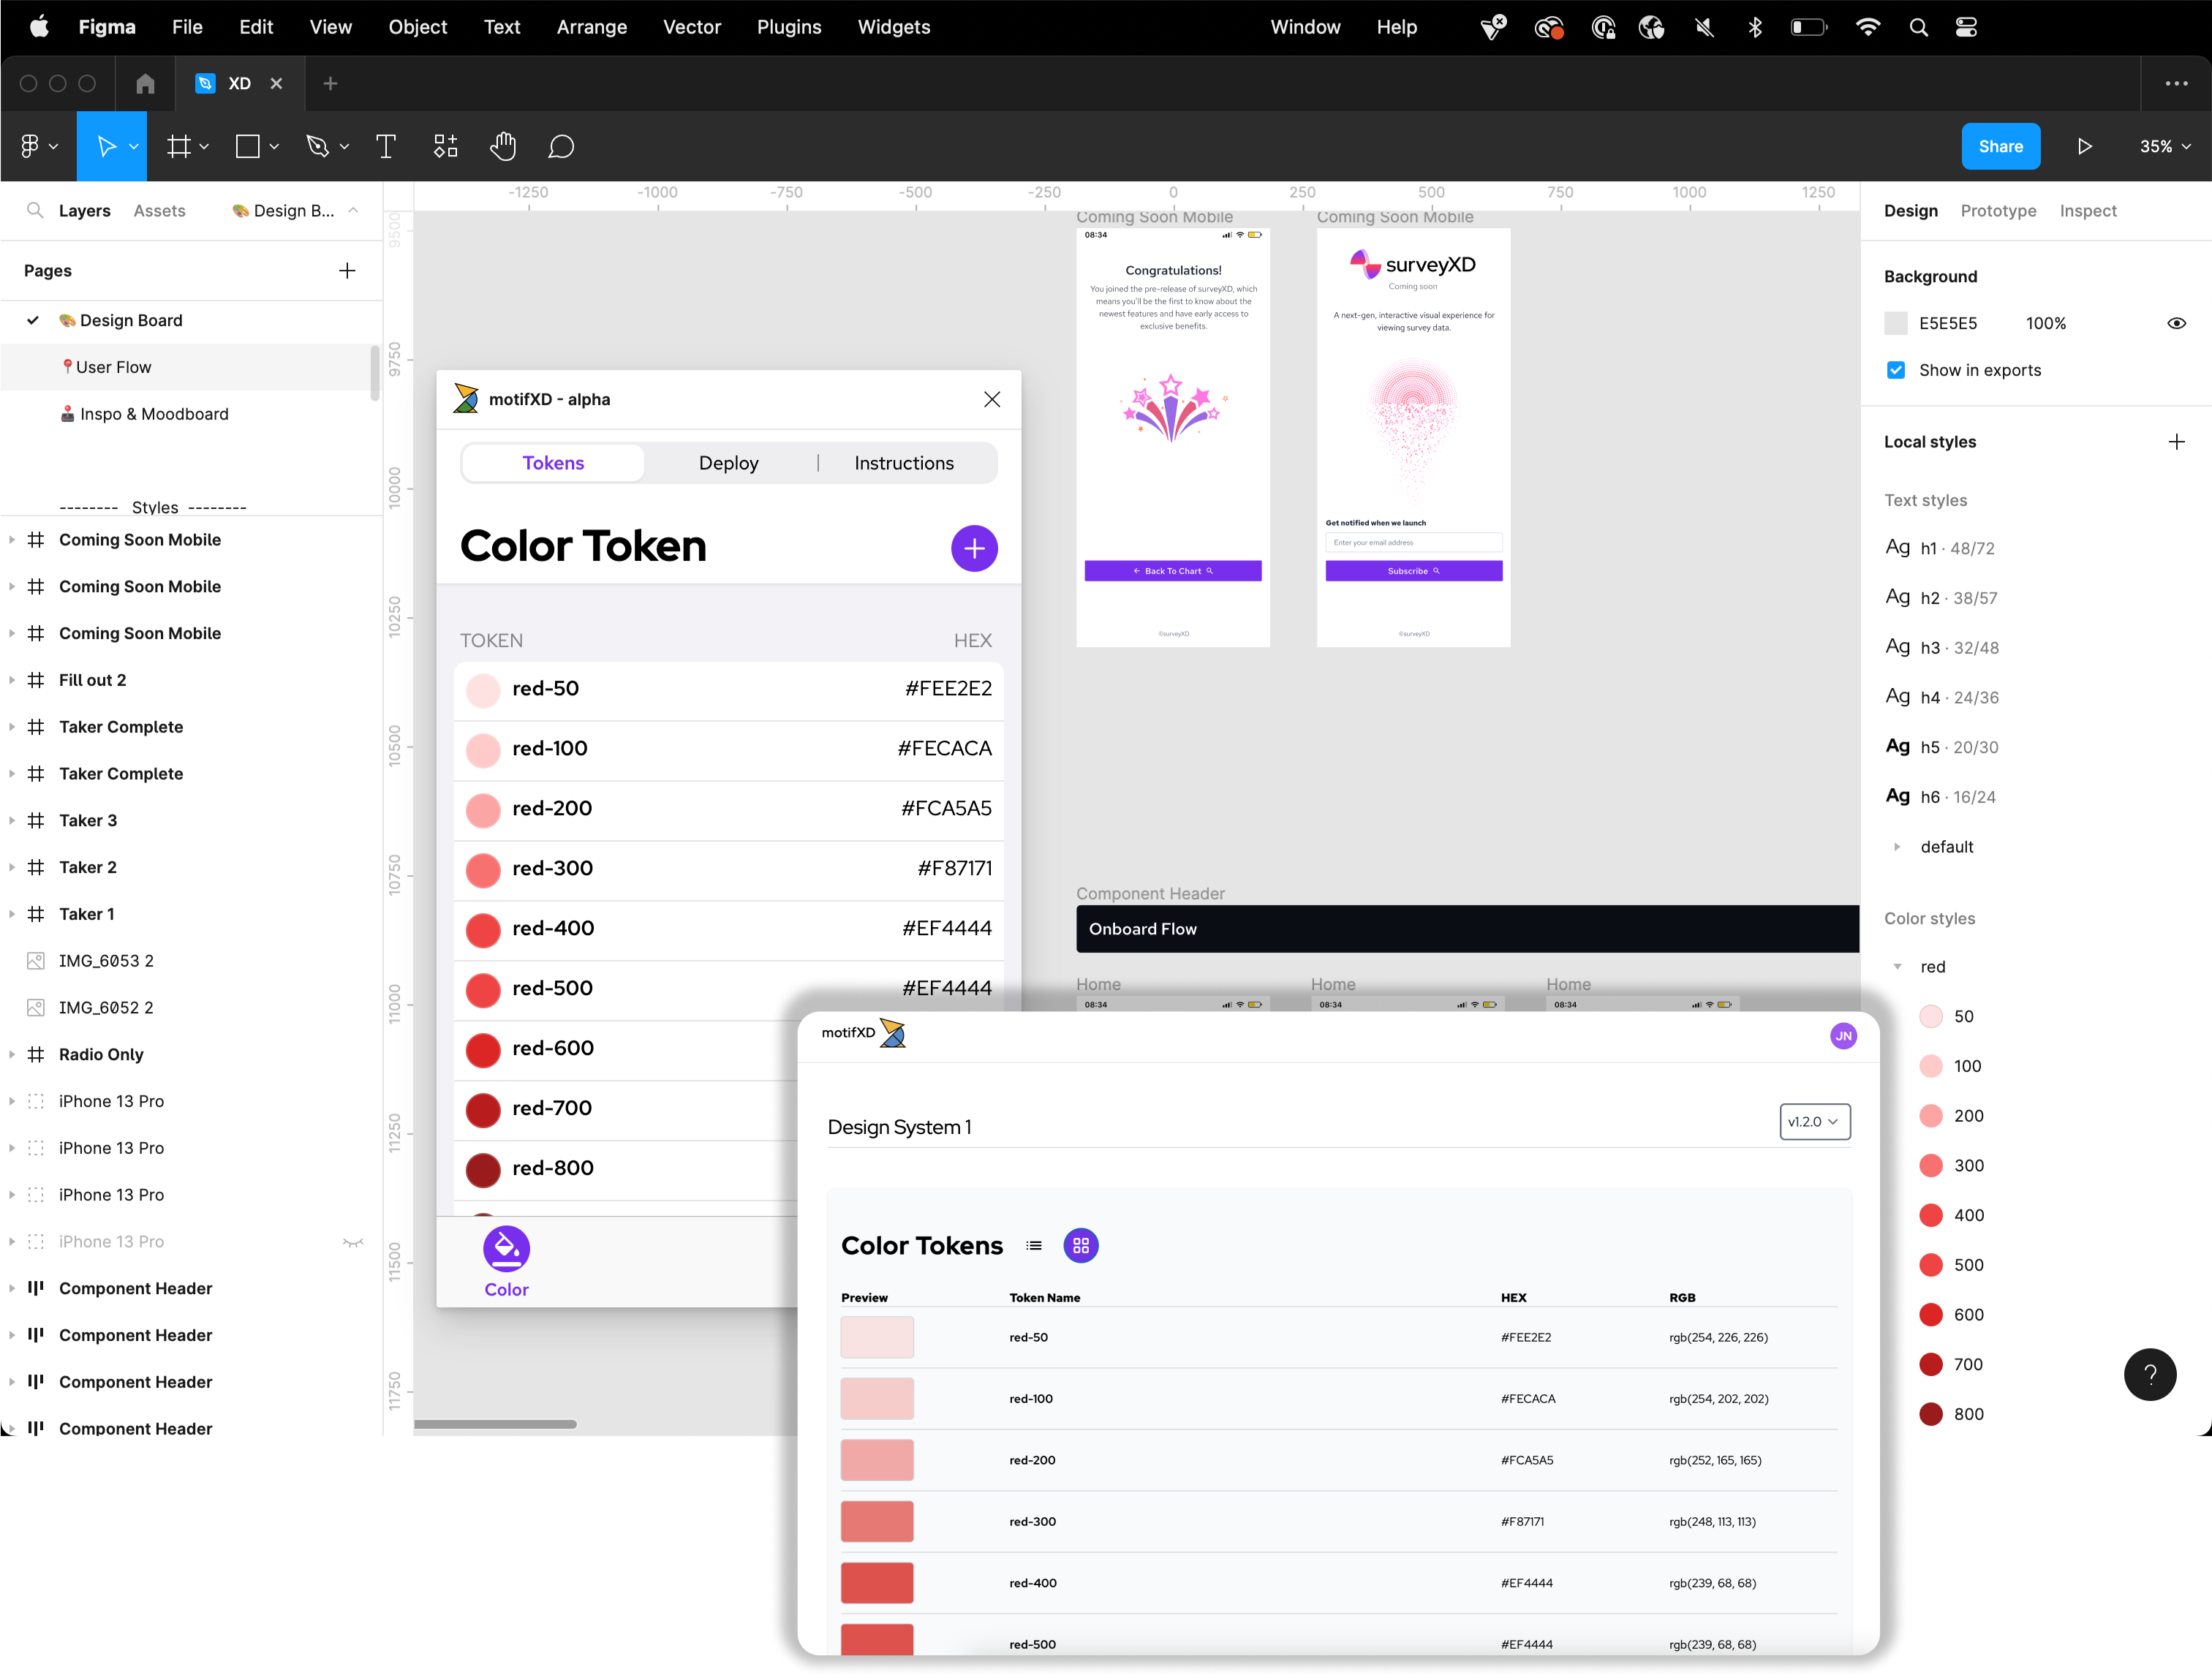 Figma File Edit View Object Text Arrange Vector Plugins Widgets Window Help
XD
Share 35%
Layers Assets 🎨 Design B...
Pages
🎨 Design Board
📍User Flow
🕹️ Inspo & Moodboard
-------- Styles --------
Coming Soon Mobile
Coming Soon Mobile
Coming Soon Mobile
Fill out 2
Taker Complete
Taker Complete
Taker 3
Taker 2
Taker 1
IMG_6053 2
IMG_6052 2
Radio Only
iPhone 13 Pro
iPhone 13 Pro
iPhone 13 Pro
iPhone 13 Pro
Component Header
Component Header
Component Header
Component Header
-1250 -1000 -750 -500 -250 0 250 500 750 1000 1250
9500
9750
10000
10250
10500
10750
11000
11250
11500
11750
motifXD - alpha
Tokens Deploy | Instructions
Color Token
TOKEN HEX
red-50 #FEE2E2
red-100 #FECACA
red-200 #FCA5A5
red-300 #F87171
red-400 #EF4444
red-500 #EF4444
red-600
red-700
red-800
Color
Coming Soon Mobile
08:34
Congratulations!
You joined the pre-release of surveyXD, which
means you'll be the first to know about the
newest features and have early access to
exclusive benefits.
← Back To Chart
©surveyXD
Coming Soon Mobile
surveyXD
Coming soon
A next-gen, interactive visual experience for
viewing survey data.
Get notified when we launch
Enter your email address
Subscribe
©surveyXD
Component Header
Onboard Flow
Home Home Home
08:34 08:34 08:34
motifXD JN
Design System 1 v1.2.0
Color Tokens
Preview Token Name HEX RGB
red-50 #FEE2E2 rgb(254, 226, 226)
red-100 #FECACA rgb(254, 202, 202)
red-200 #FCA5A5 rgb(252, 165, 165)
red-300 #F87171 rgb(248, 113, 113)
red-400 #EF4444 rgb(239, 68, 68)
red-500 #EF4444 rgb(239, 68, 68)
Design Prototype Inspect
Background
E5E5E5 100%
Show in exports
Local styles
Text styles
Ag h1 · 48/72
Ag h2 · 38/57
Ag h3 · 32/48
Ag h4 · 24/36
Ag h5 · 20/30
Ag h6 · 16/24
default
Color styles
red
50
100
200
300
400
500
600
700
800
?